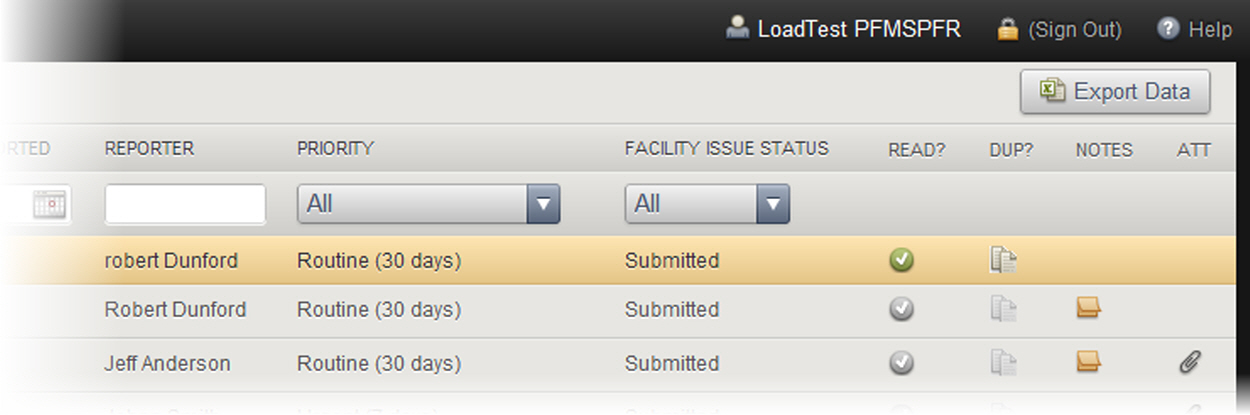 LoadTest PFMSPFR (Sign Out) Help
Export Data
RTED REPORTER PRIORITY FACILITY ISSUE STATUS READ? DUP? NOTES ATT
All All
robert Dunford Routine (30 days) Submitted
Robert Dunford Routine (30 days) Submitted
Jeff Anderson Routine (30 days) Submitted